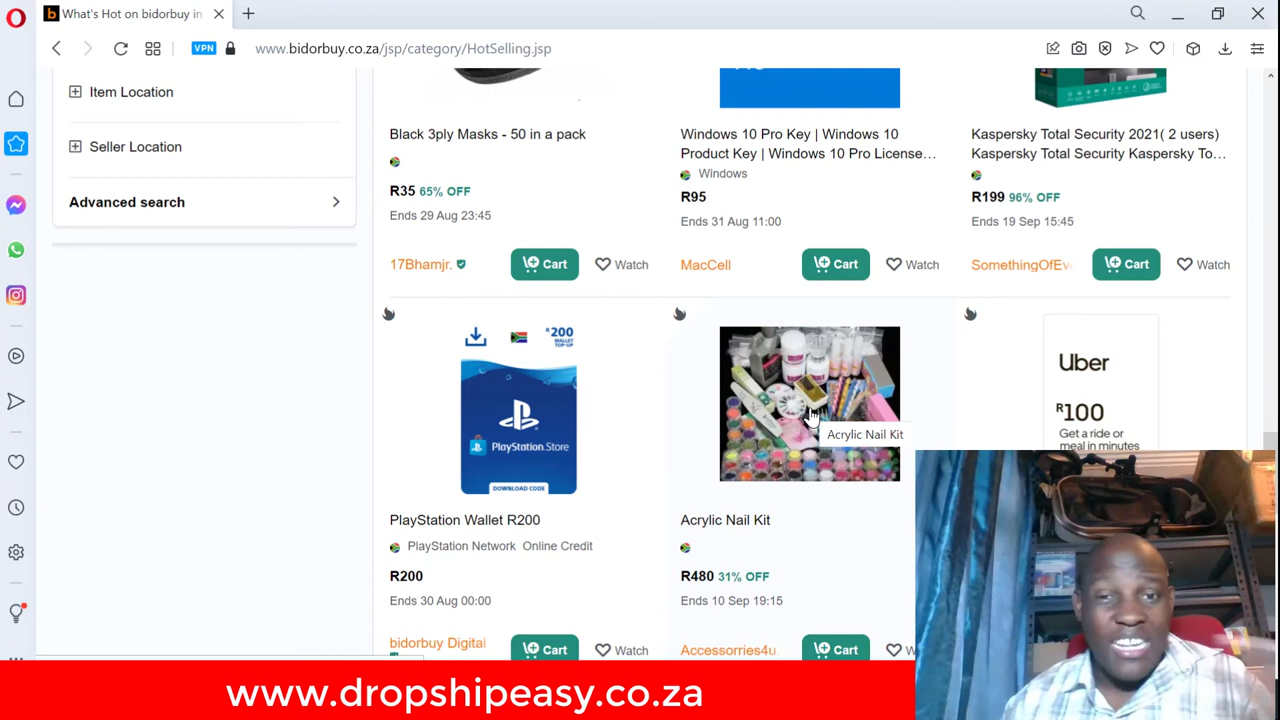 What's Hot on bidorbuy in
VPN
www.bidorbuy.co.za/jsp/category/HotSelling.jsp
Item Location
Seller Location
Advanced search
Black 3ply Masks - 50 in a pack
R35 65% OFF
Ends 29 Aug 23:45
17Bhamjr.
Cart
Watch
Windows 10 Pro Key | Windows 10
Product Key | Windows 10 Pro License...
Windows
R95
Ends 31 Aug 11:00
MacCell
Cart
Watch
Kaspersky Total Security 2021( 2 users)
Kaspersky Total Security Kaspersky To...
R199 96% OFF
Ends 19 Sep 15:45
SomethingOfEv
Cart
Watch
R200
WALLET
TOP-UP
PlayStation Store
DOWNLOAD CODE
PlayStation Wallet R200
PlayStation Network Online Credit
R200
Ends 30 Aug 00:00
bidorbuy Digital
Cart
Watch
Acrylic Nail Kit
Acrylic Nail Kit
R480 31% OFF
Ends 10 Sep 19:15
Accessorries4u
Cart
W
Uber
R100
Get a ride or
meal in minutes
www.dropshipeasy.co.za